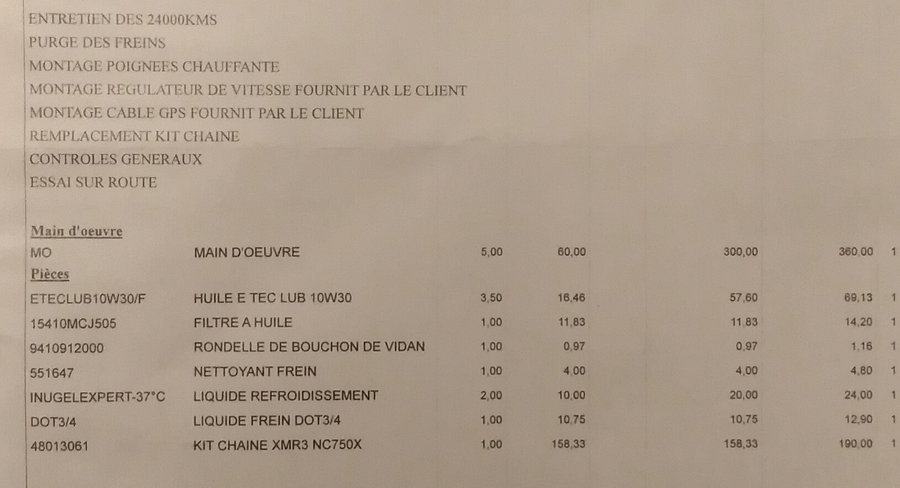 ENTRETIEN DES 24000KMS
PURGE DES FREINS
MONTAGE POIGNEES CHAUFFANTE
MONTAGE REGULATEUR DE VITESSE FOURNIT PAR LE CLIENT
MONTAGE CABLE GPS FOURNIT PAR LE CLIENT
REMPLACEMENT KIT CHAINE
CONTROLES GENERAUX
ESSAI SUR ROUTE
Main d'oeuvre
MO MAIN D'OEUVRE 5,00 60,00 300,00 360,00 1
Pièces
ETECLUB10W30/F HUILE E TEC LUB 10W30 3,50 16,46 57,60 69,13 1
15410MCJ505 FILTRE A HUILE 1,00 11,83 11,83 14,20 1
9410912000 RONDELLE DE BOUCHON DE VIDAN 1,00 0,97 0,97 1,16 1
551647 NETTOYANT FREIN 1,00 4,00 4,00 4,80 1
INUGELEXPERT-37°C LIQUIDE REFROIDISSEMENT 2,00 10,00 20,00 24,00 1
DOT3/4 LIQUIDE FREIN DOT3/4 1,00 10,75 10,75 12,90 1
48013061 KIT CHAINE XMR3 NC750X 1,00 158,33 158,33 190,00 1